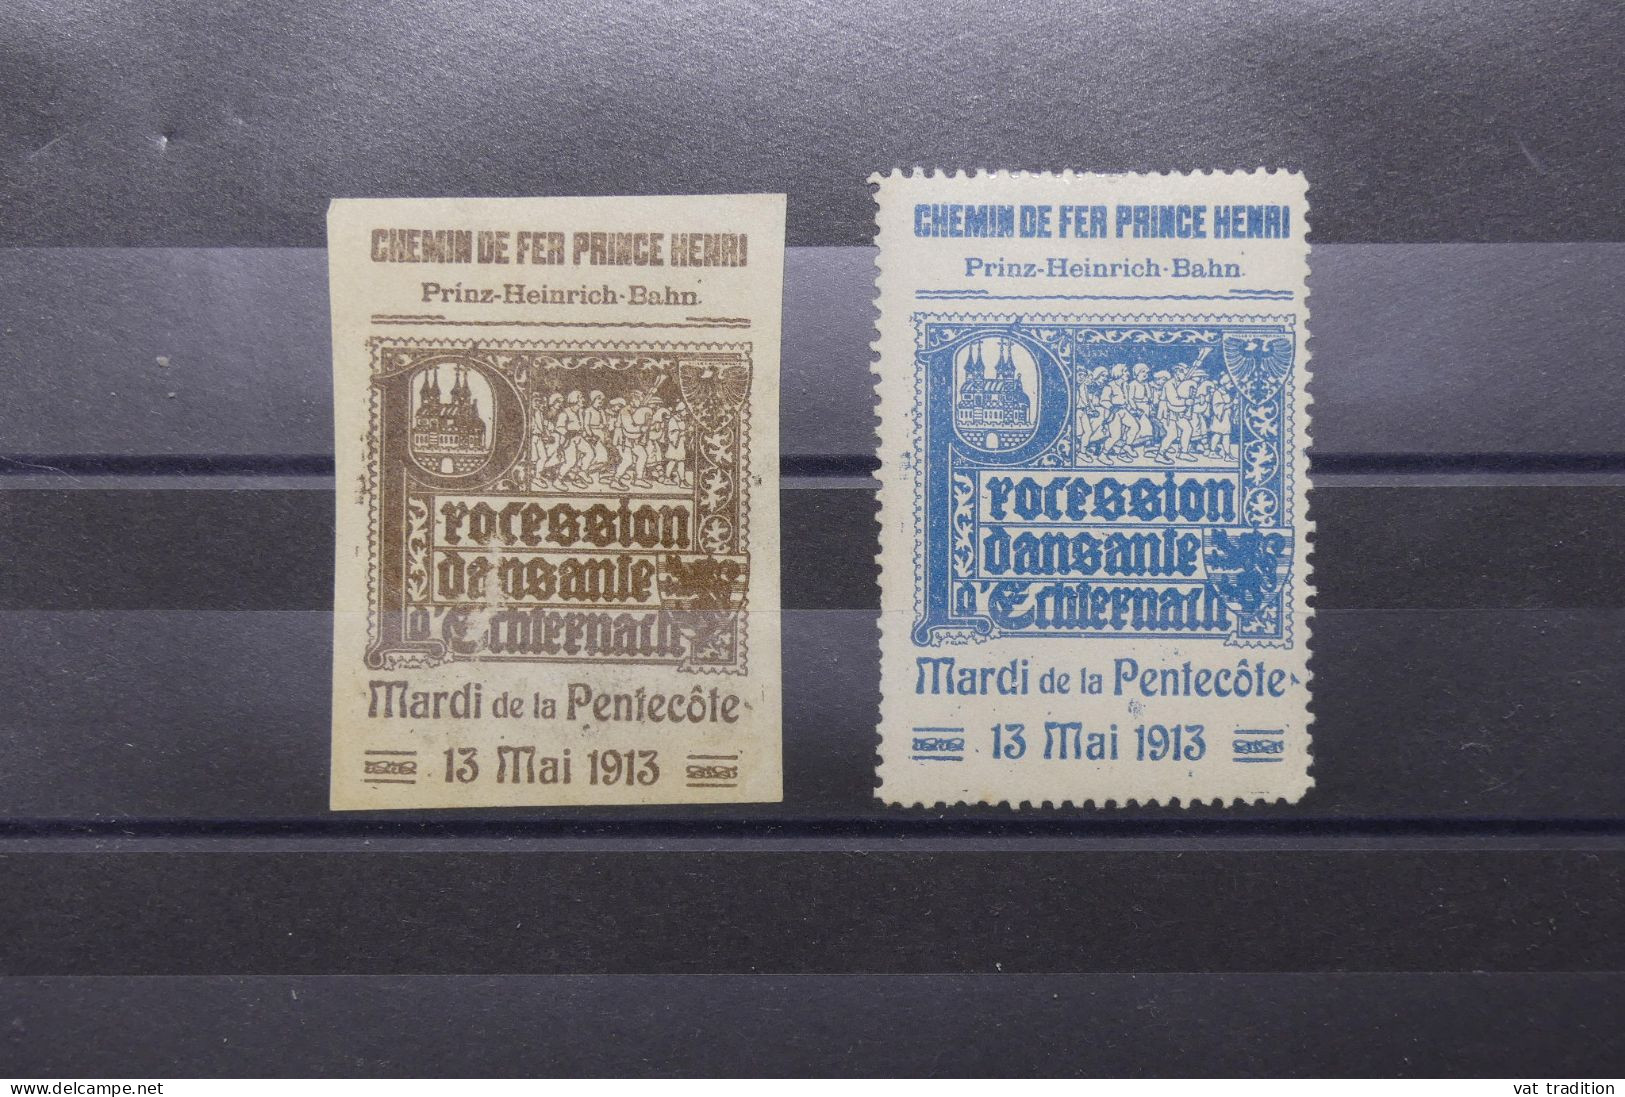 CHEMIN DE FER PRINCE HENRI
Prinz-Heinrich-Bahn
Procession
dansante
d'Echternach
Mardi de la Pentecôte
13 Mai 1913
CHEMIN DE FER PRINCE HENRI
Prinz-Heinrich-Bahn
Procession
dansante
d'Echternach
Mardi de la Pentecôte
13 Mai 1913
www.delcampe.net
vat tradition